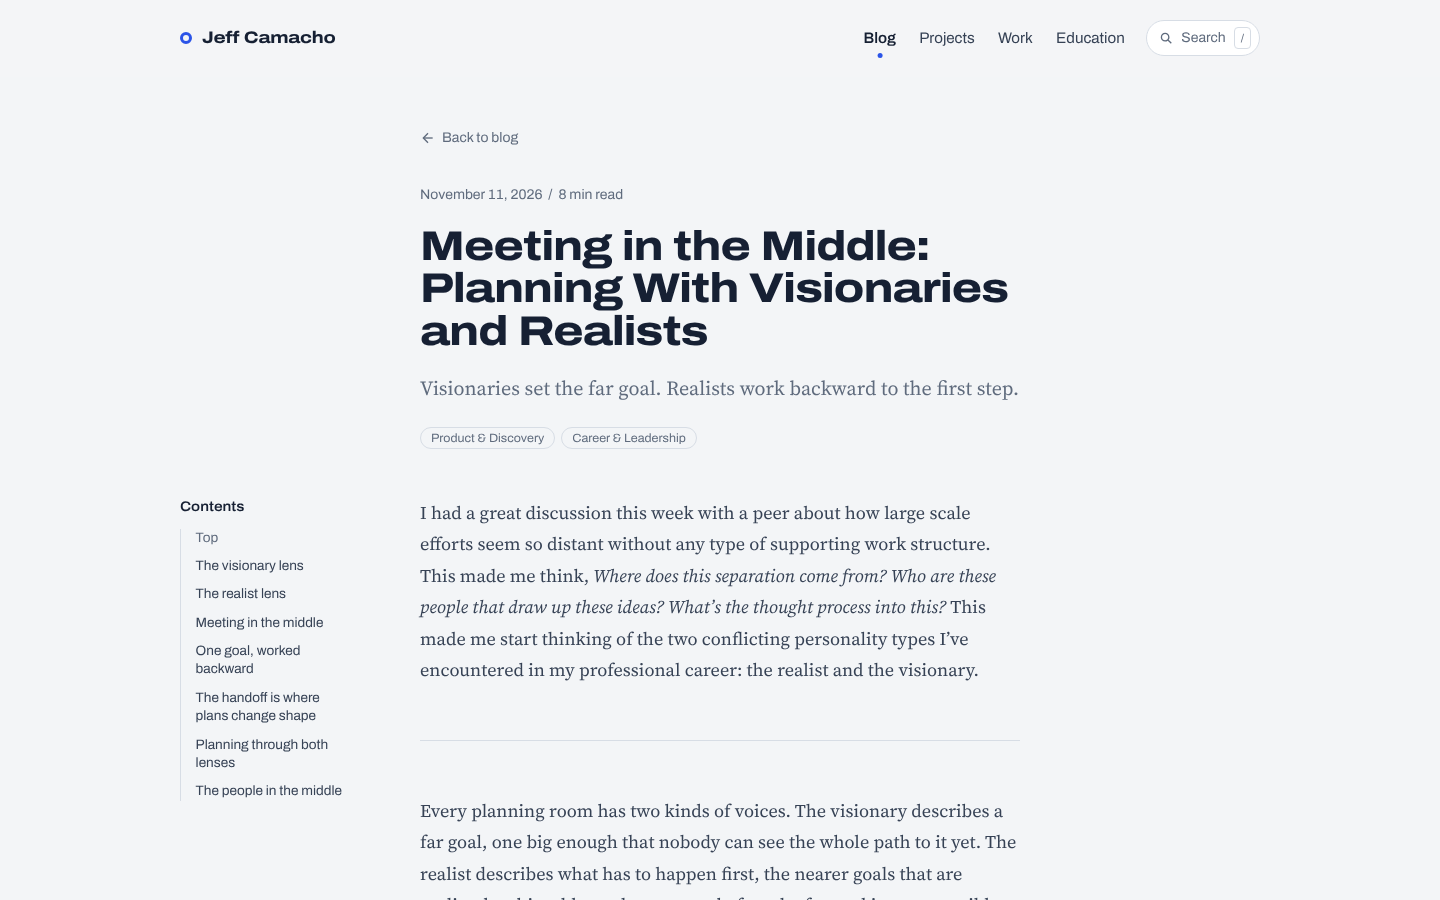 Jeff Camacho
Blog
Projects
Work
Education
Search
/
Back to blog
November 11, 2026 / 8 min read
Meeting in the Middle:
Planning With Visionaries
and Realists
Visionaries set the far goal. Realists work backward to the first step.
Product & Discovery
Career & Leadership
Contents
Top
The visionary lens
The realist lens
Meeting in the middle
One goal, worked
backward
The handoff is where
plans change shape
Planning through both
lenses
The people in the middle
I had a great discussion this week with a peer about how large scale
efforts seem so distant without any type of supporting work structure.
This made me think, Where does this separation come from? Who are these
people that draw up these ideas? What’s the thought process into this? This
made me start thinking of the two conflicting personality types I’ve
encountered in my professional career: the realist and the visionary.
Every planning room has two kinds of voices. The visionary describes a
far goal, one big enough that nobody can see the whole path to it yet. The
realist describes what has to happen first, the nearer goals that are